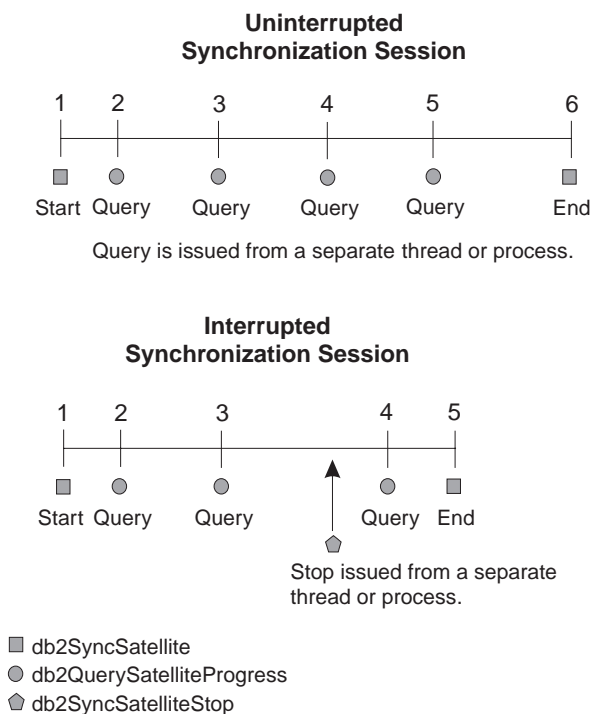 Uninterrupted
Synchronization Session
1 2 3 4 5 6
Start Query Query Query Query End
Query is issued from a separate thread or process.
Interrupted
Synchronization Session
1 2 3 4 5
Start Query Query Query End
Stop issued from a separate
thread or process.
db2SyncSatellite
db2QuerySatelliteProgress
db2SyncSatelliteStop